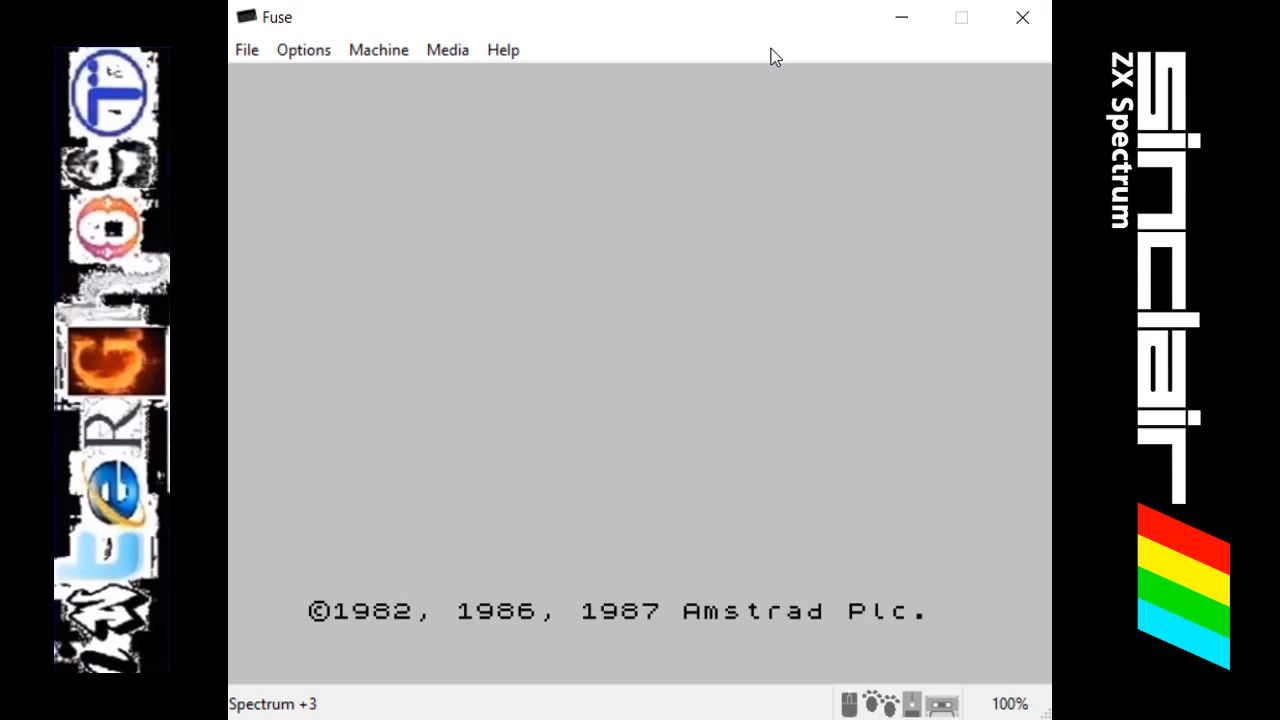 Fuse
File Options Machine Media Help
©1982, 1986, 1987 Amstrad Plc.
Spectrum +3
100%
sinclair
ZX Spectrum